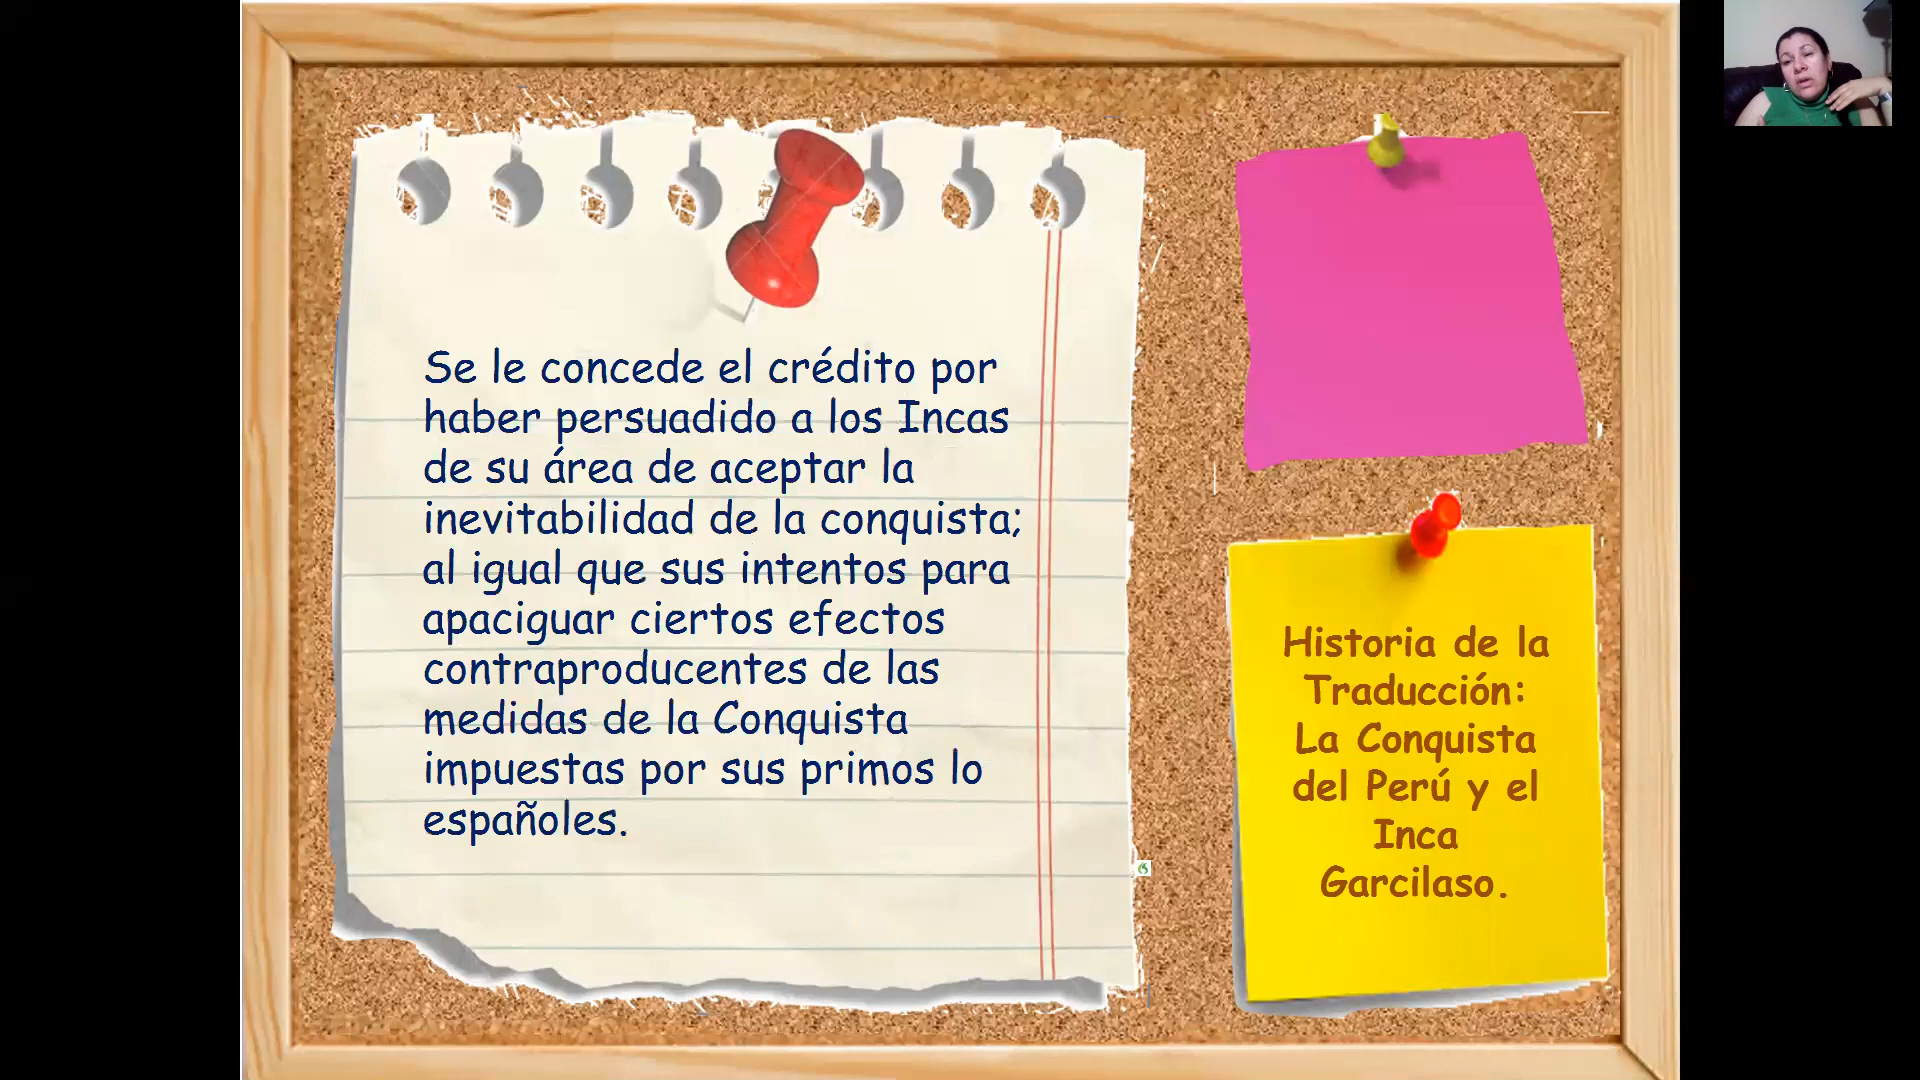 Se le concede el crédito por
haber persuadido a los Incas
de su área de aceptar la
inevitabilidad de la conquista;
al igual que sus intentos para
apaciguar ciertos efectos
contraproducentes de las
medidas de la Conquista
impuestas por sus primos lo
españoles.
Historia de la
Traducción:
La Conquista
del Perú y el
Inca
Garcilaso.